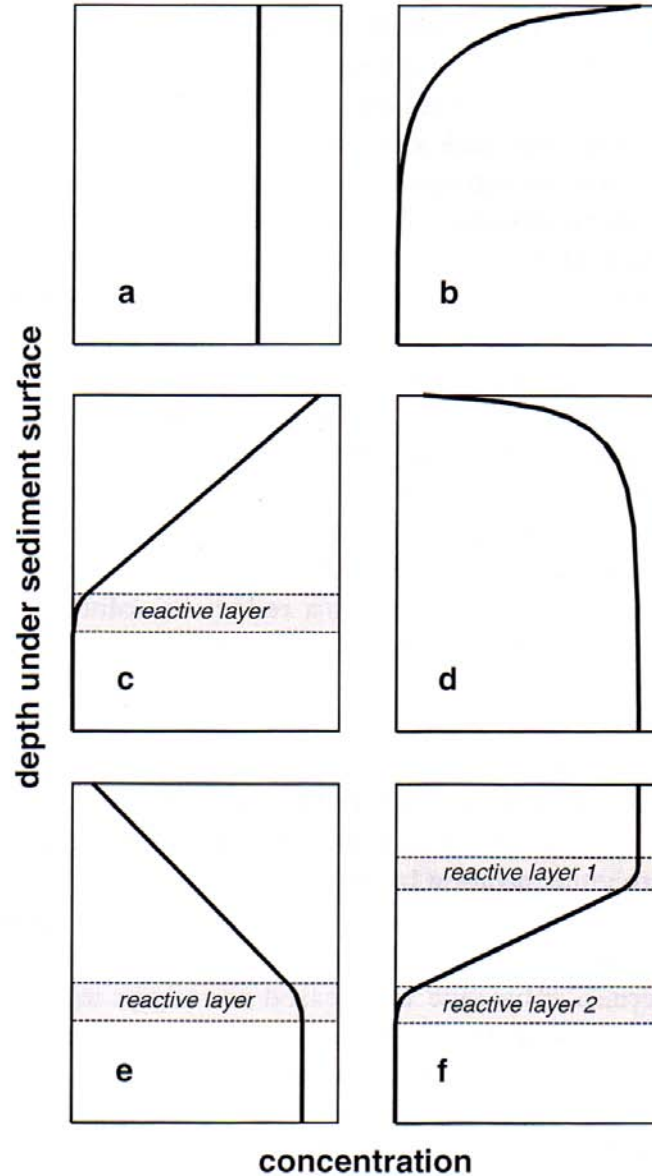 a
b
depth under sediment surface
reactive layer
c
d
reactive layer 1
reactive layer
reactive layer 2
e
f
concentration